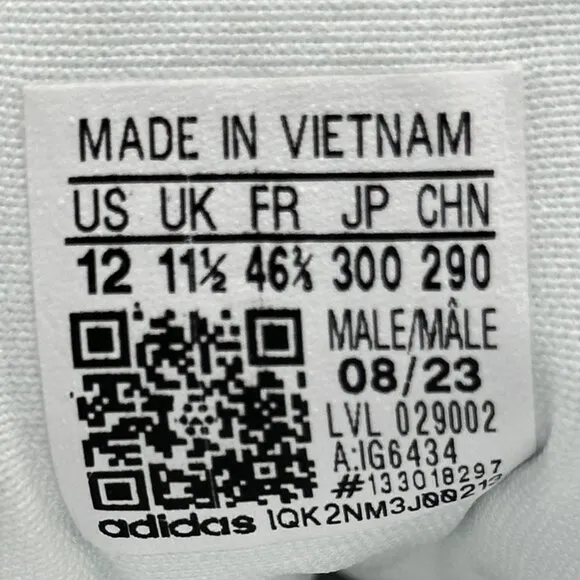 MADE IN VIETNAM
US UK FR JP CHN
12 11½ 46⅔ 300 290
MALE/MÂLE
08/23
LVL 029002
A:IG6434
#133018297
adidas 1QK2NM3J00213